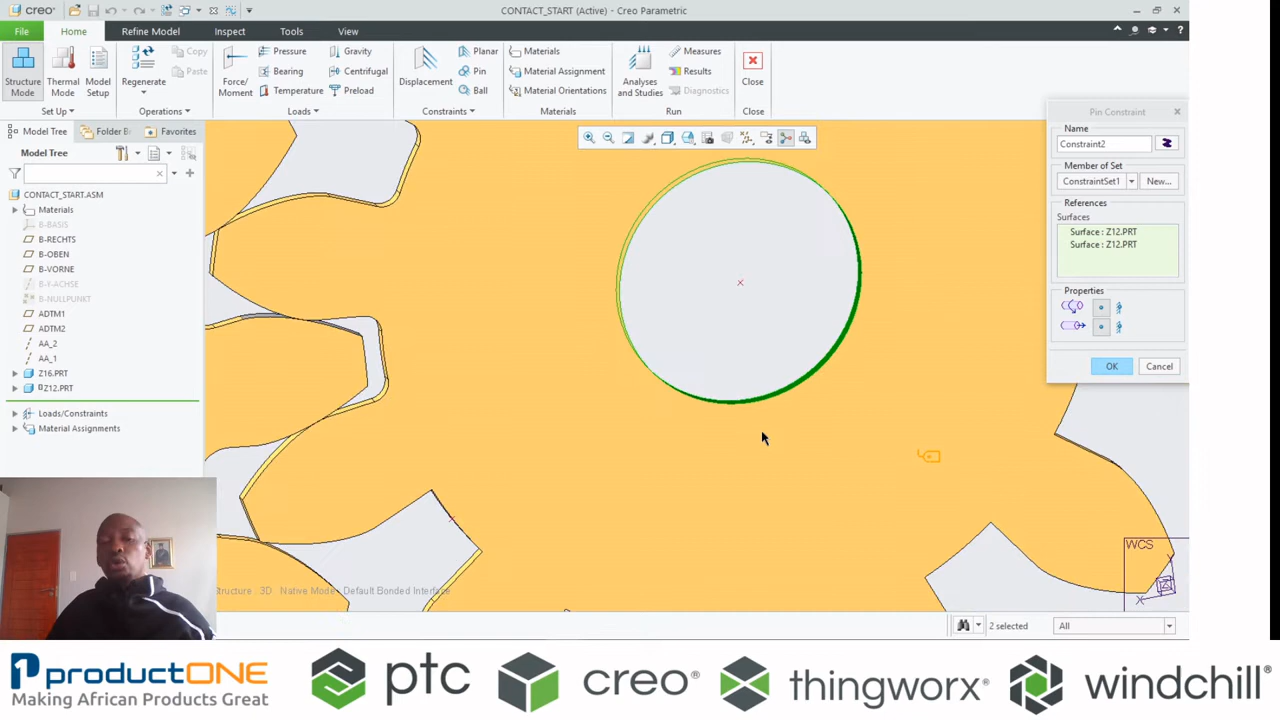 creo
CONTACT_START (Active) - Creo Parametric
File Home Refine Model Inspect Tools View
Structure Mode
Thermal Mode
Model Setup
Regenerate
Copy
Paste
Force/Moment
Pressure
Bearing
Temperature
Gravity
Centrifugal
Preload
Displacement
Planar
Pin
Ball
Materials
Material Assignment
Material Orientations
Analyses and Studies
Measures
Results
Diagnostics
Close
Set Up Operations Loads Constraints Materials Run Close
Model Tree Folder B Favorites
Model Tree
CONTACT_START.ASM
Materials
B-BASIS
B-RECHTS
B-OBEN
B-VORNE
B-Y-ACHSE
B-NULLPUNKT
ADTM1
ADTM2
AA_2
AA_1
Z16.PRT
Z12.PRT
Loads/Constraints
Material Assignments
Pin Constraint
Name
Constraint2
Member of Set
ConstraintSet1 New...
References
Surfaces
Surface : Z12.PRT
Surface : Z12.PRT
Properties
OK Cancel
WCS
X
Z
structure 3D Native Mode - Default Bonded Interface
2 selected All
productONE
Making African Products Great
ptc
creo®
thingworx®
windchill®